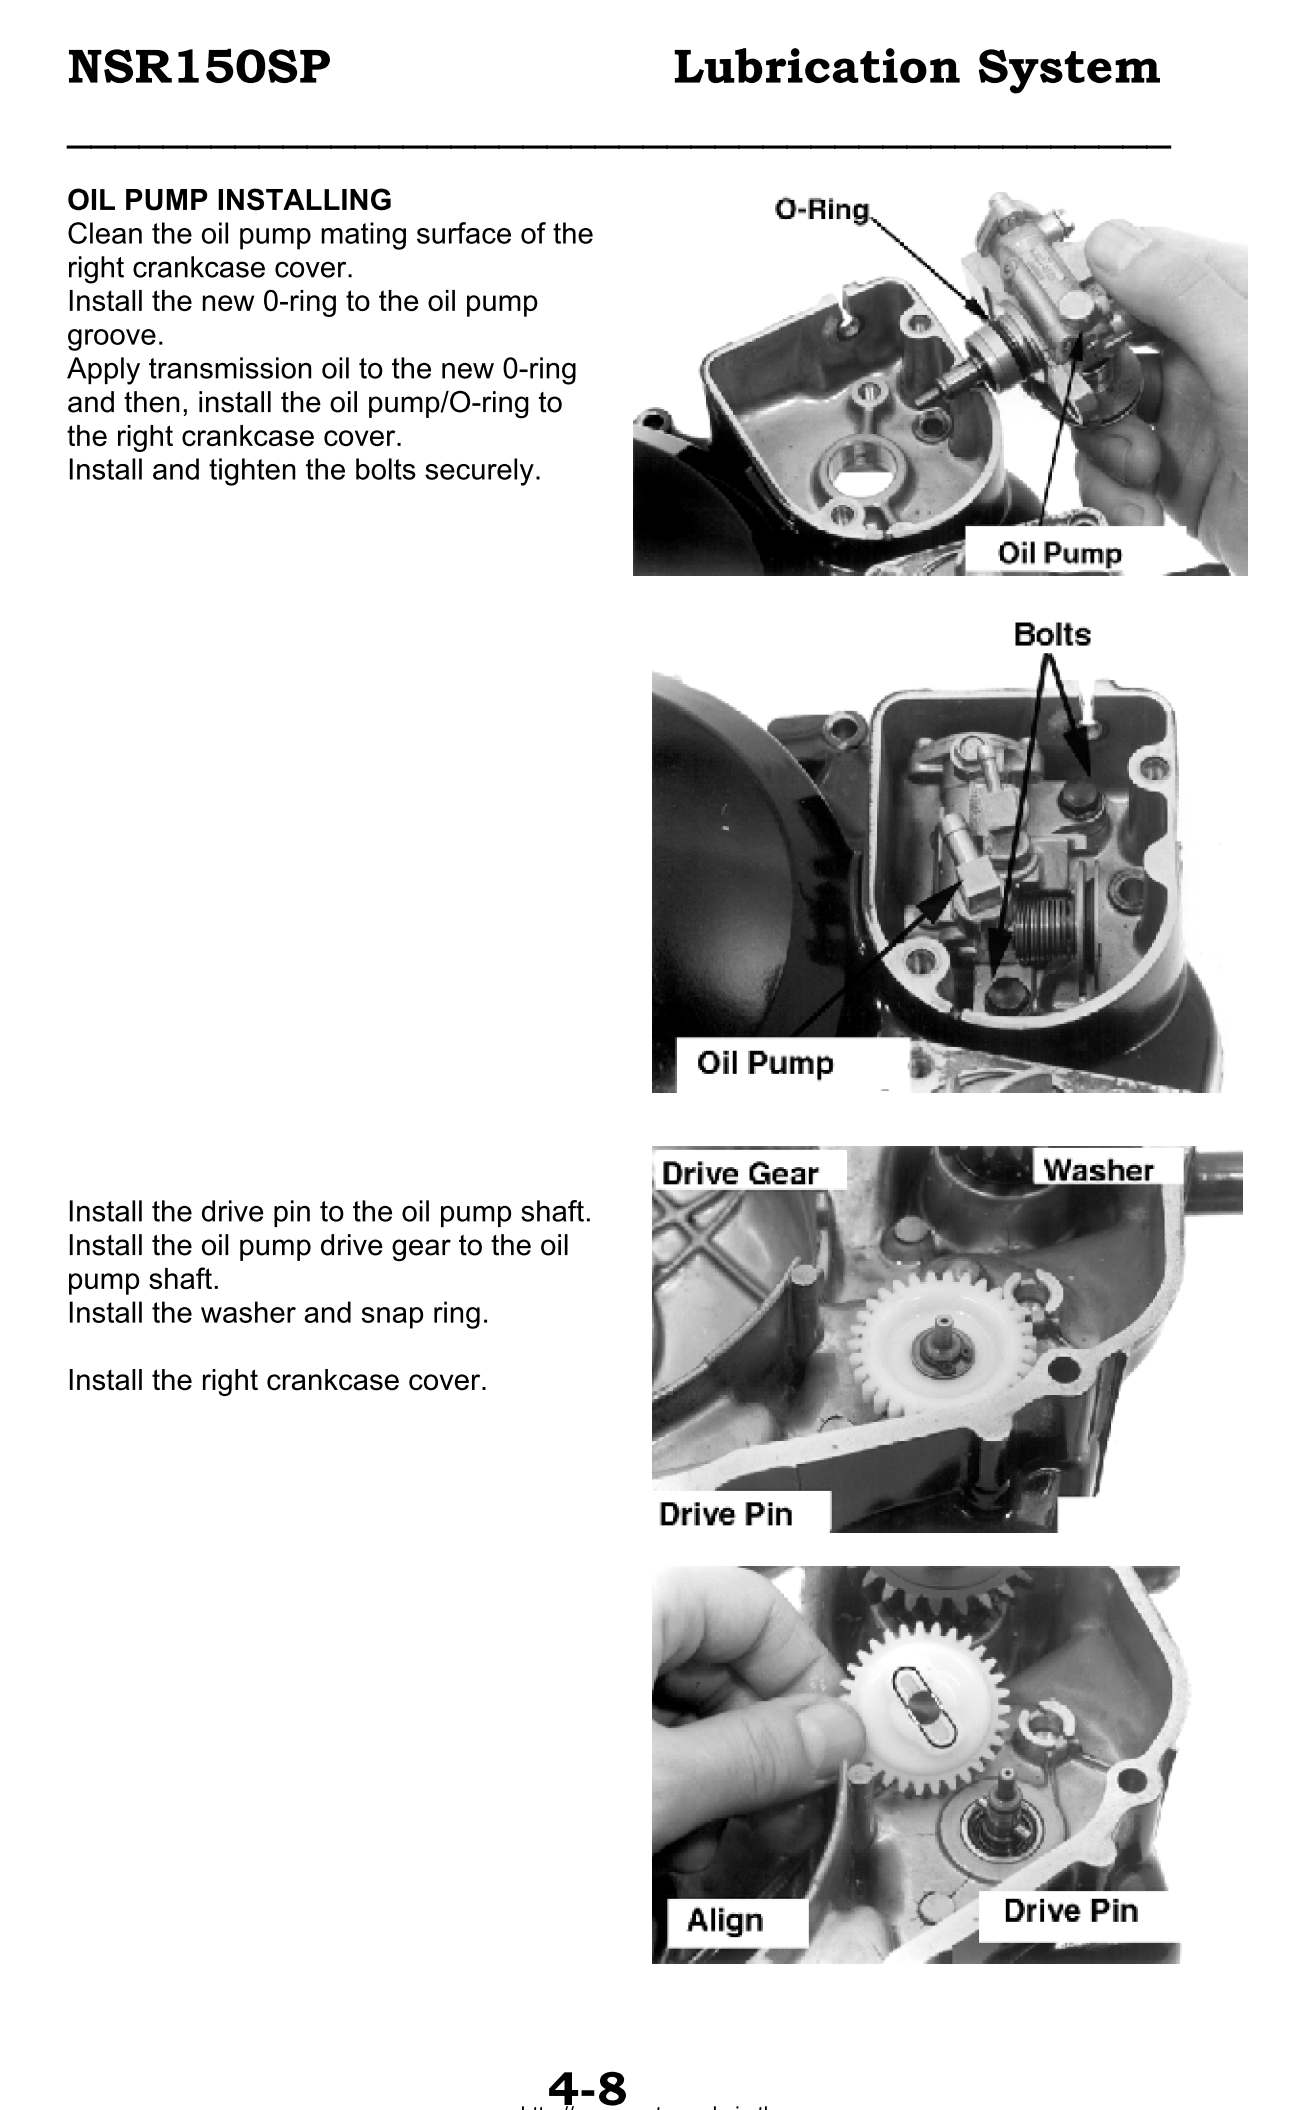 NSR150SP Lubrication System
OIL PUMP INSTALLING
Clean the oil pump mating surface of the
right crankcase cover.
Install the new 0-ring to the oil pump
groove.
Apply transmission oil to the new 0-ring
and then, install the oil pump/O-ring to
the right crankcase cover.
Install and tighten the bolts securely.
O-Ring
Oil Pump
Bolts
Oil Pump
Install the drive pin to the oil pump shaft.
Install the oil pump drive gear to the oil
pump shaft.
Install the washer and snap ring.
Install the right crankcase cover.
Drive Gear
Washer
Drive Pin
Align
Drive Pin
4-8